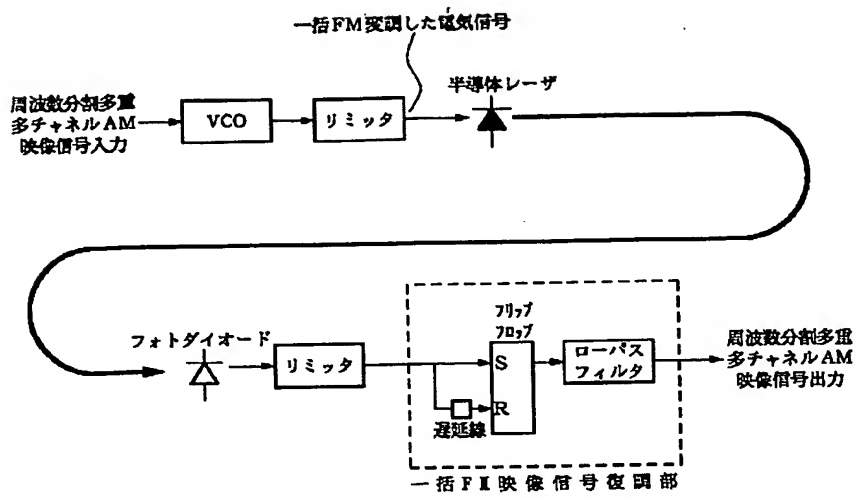 一括FM変調した電気信号
半導体レーザ
周波数分割多重
多チャネルAM
映像信号入力
VCO
リミッタ
フォトダイオード
リミッタ
フリップ
フロップ
S
R
遅延線
ローパス
フィルタ
周波数分割多重
多チャネルAM
映像信号出力
一括FM映像信号復調部